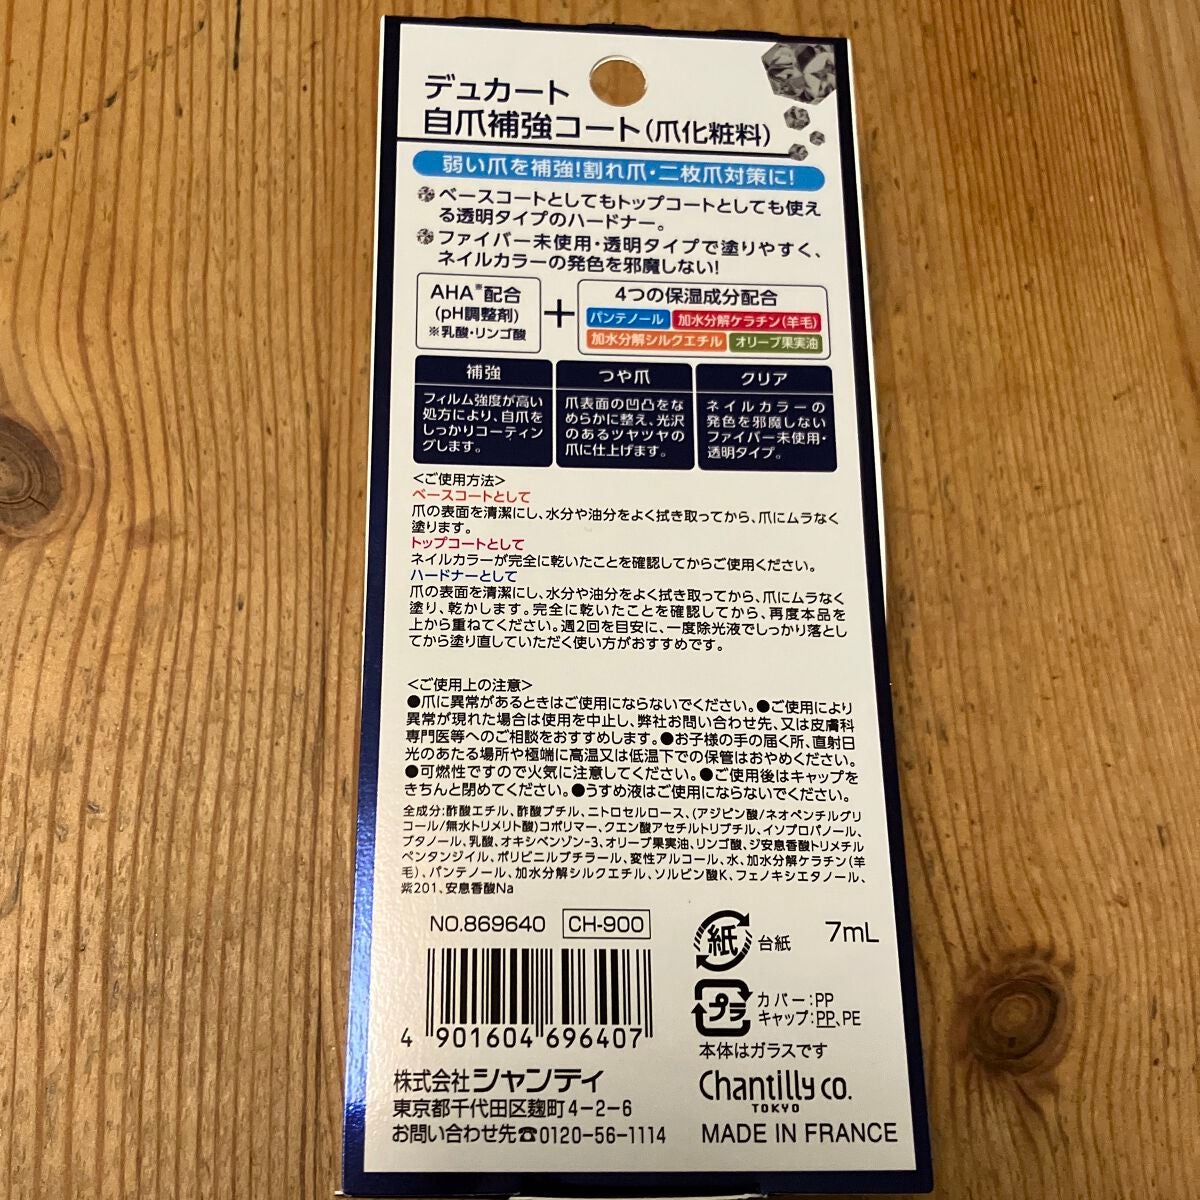 デュカート
自爪補強コート(爪化粧料)
弱い爪を補強!割れ爪・二枚爪対策に!
ベースコートとしてもトップコートとしても使え
る透明タイプのハードナー。
ファイバー未使用・透明タイプで塗りやすく、
ネイルカラーの発色を邪魔しない!
AHA※配合
(pH調整剤)
※乳酸・リンゴ酸
+
4つの保湿成分配合
パンテノール 加水分解ケラチン(羊毛)
加水分解シルクエチル オリーブ果実油
補強
フィルム強度が高い
処方により、自爪を
しっかりコーティン
グします。
つや爪
爪表面の凹凸をな
めらかに整え、光沢
のあるツヤツヤの
爪に仕上げます。
クリア
ネイルカラーの
発色を邪魔しない
ファイバー未使用・
透明タイプ。
<ご使用方法>
ベースコートとして
爪の表面を清潔にし、水分や油分をよく拭き取ってから、爪にムラなく
塗ります。
トップコートとして
ネイルカラーが完全に乾いたことを確認してからご使用ください。
ハードナーとして
爪の表面を清潔にし、水分や油分をよく拭き取ってから、爪にムラなく
塗り、乾かします。完全に乾いたことを確認してから、再度本品を
上から重ねてください。週2回を目安に、一度除光液でしっかり落とし
てから塗り直していただく使い方がおすすめです。
<ご使用上の注意>
●爪に異常があるときはご使用にならないでください。●ご使用により
異常が現れた場合は使用を中止し、弊社お問い合わせ先、又は皮膚科
専門医等へのご相談をおすすめします。●お子様の手の届く所、直射日
光のあたる場所や極端に高温又は低温下での保管はおやめください。
●可燃性ですので火気に注意してください。●ご使用後はキャップを
きちんと閉めてください。●うすめ液はご使用にならないでください。
全成分:酢酸エチル、酢酸ブチル、ニトロセルロース、(アジピン酸/ネオペンチルグリ
コール/無水トリメリト酸)コポリマー、クエン酸アセチルトリブチル、イソプロパノール、
ブタノール、乳酸、オキシベンゾン-3、オリーブ果実油、リンゴ酸、ジ安息香酸トリメチル
ペンタンジイル、ポリビニルブチラール、変性アルコール、水、加水分解ケラチン(羊
毛)、パンテノール、加水分解シルクエチル、ソルビン酸K、フェノキシエタノール、
紫201、安息香酸Na
NO.869640 CH-900
紙 台紙 7mL
プラ カバー:PP
キャップ:PP、PE
本体はガラスです
4 901604 696407
株式会社シャンティ
東京都千代田区麹町4-2-6
お問い合わせ先☎0120-56-1114
Chantilly co.
TOKYO
MADE IN FRANCE